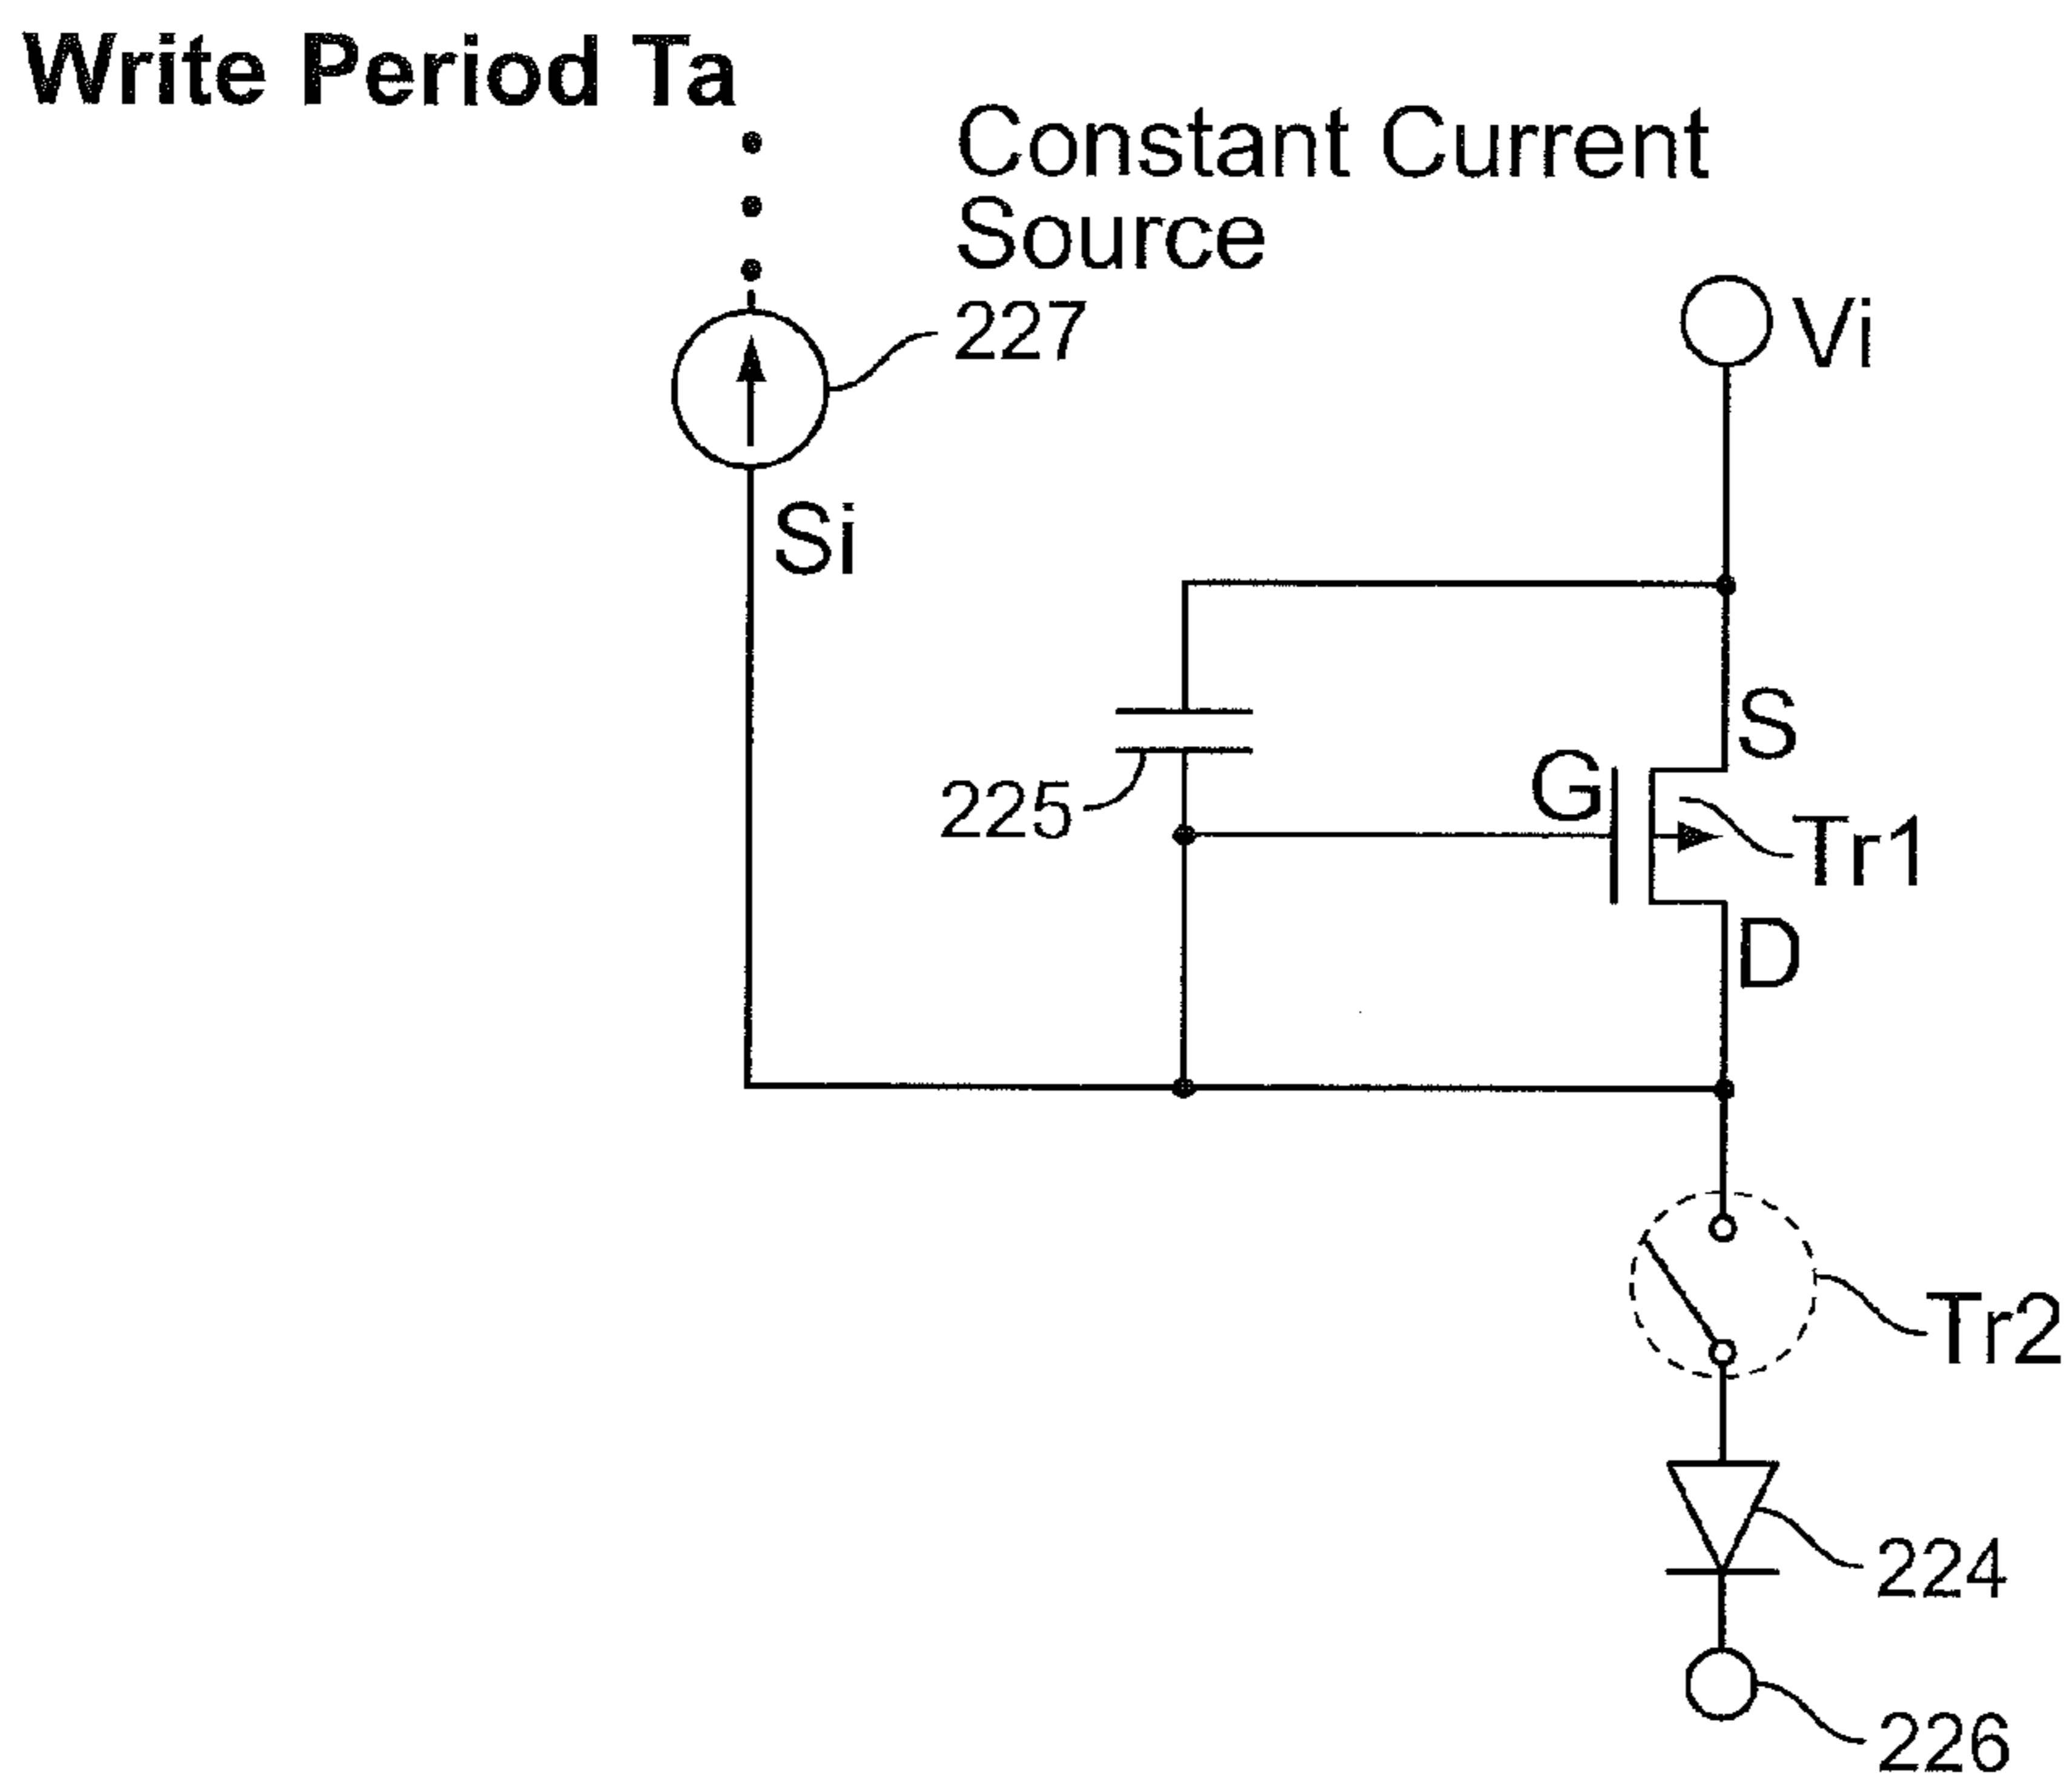 Write Period Ta
Constant Current
Source
227
Vi
Si
S
G
225
Tr1
D
Tr2
224
226